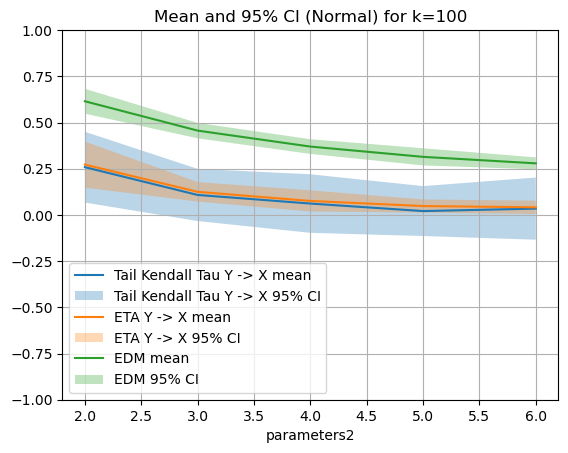 Mean and 95% CI (Normal) for k=100
1.00
0.75
0.50
0.25
0.00
−0.25
−0.50
−0.75
−1.00
Tail Kendall Tau Y -> X mean
Tail Kendall Tau Y -> X 95% CI
ETA Y -> X mean
ETA Y -> X 95% CI
EDM mean
EDM 95% CI
2.0 2.5 3.0 3.5 4.0 4.5 5.0 5.5 6.0
parameters2